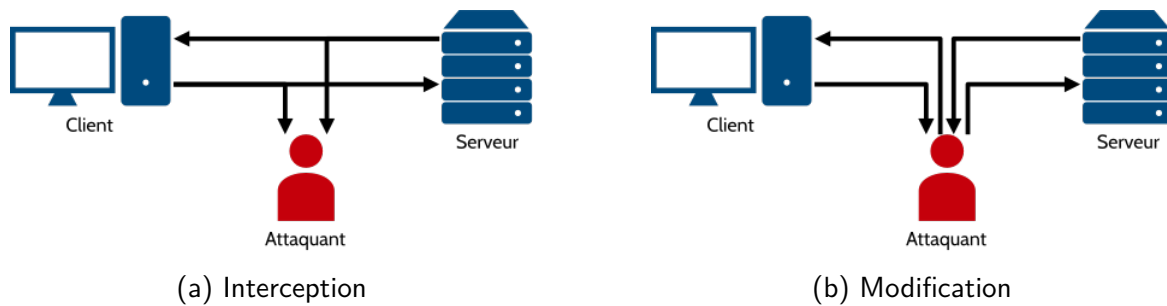 Client
Serveur
Attaquant
(a) Interception
Client
Serveur
Attaquant
(b) Modification